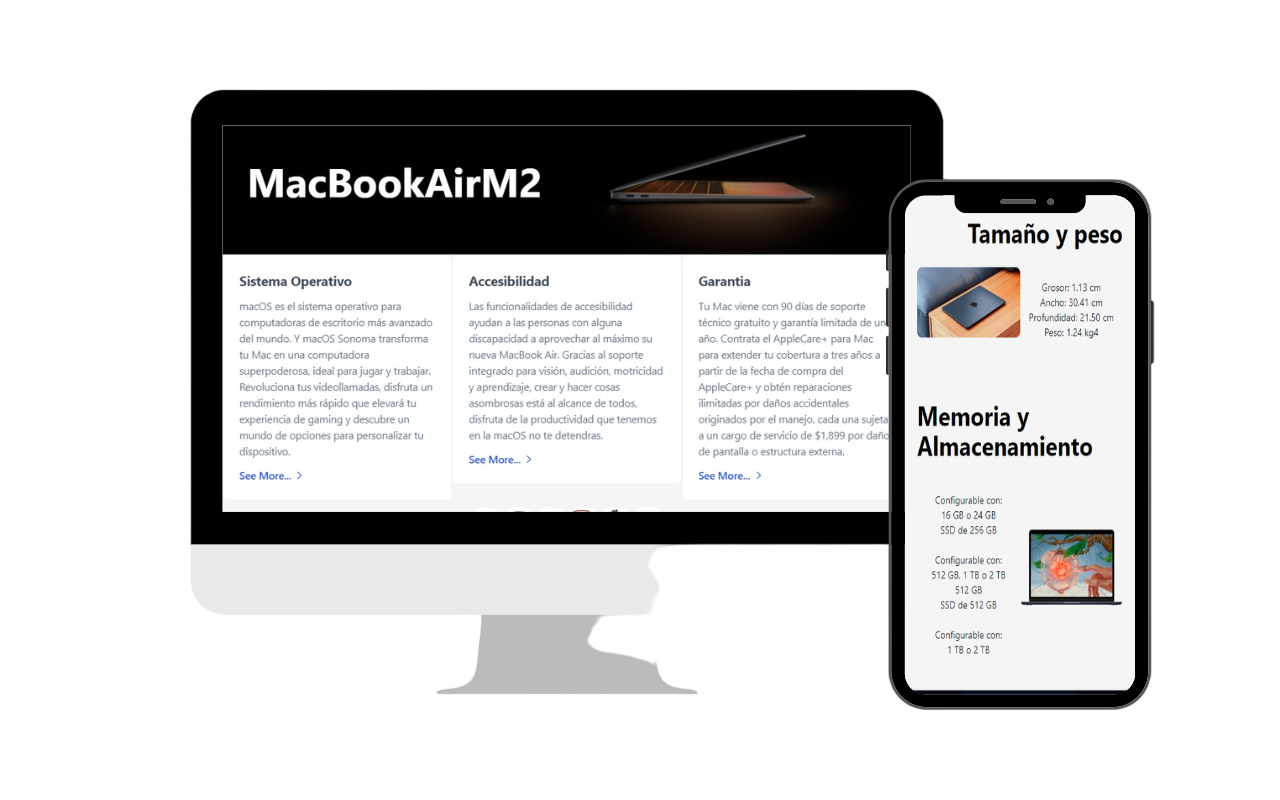 MacBookAirM2
Sistema Operativo
macOS es el sistema operativo para
computadoras de escritorio más avanzado
del mundo. Y macOS Sonoma transforma
tu Mac en una computadora
superpoderosa, ideal para jugar y trabajar.
Revoluciona tus videollamadas, disfruta un
rendimiento más rápido que elevará tu
experiencia de gaming y descubre un
mundo de opciones para personalizar tu
dispositivo.
See More...
Accesibilidad
Las funcionalidades de accesibilidad
ayudan a las personas con alguna
discapacidad a aprovechar al máximo su
nueva MacBook Air. Gracias al soporte
integrado para visión, audición, motricidad
y aprendizaje, crear y hacer cosas
asombrosas está al alcance de todos,
disfruta de la productividad que tenemos
en la macOS no te detendras.
See More...
Garantia
Tu Mac viene con 90 días de soporte
técnico gratuito y garantía limitada de un
año. Contrata el AppleCare+ para Mac
para extender tu cobertura a tres años a
partir de la fecha de compra del
AppleCare+ y obtén reparaciones
ilimitadas por daños accidentales
originados por el manejo, cada una sujeta
a un cargo de servicio de $1,899 por daño
de pantalla o estructura externa.
See More...
Tamaño y peso
Grosor: 1.13 cm
Ancho: 30.41 cm
Profundidad: 21.50 cm
Peso: 1.24 kg4
Memoria y
Almacenamiento
Configurable con:
16 GB o 24 GB
SSD de 256 GB
Configurable con:
512 GB, 1 TB o 2 TB
512 GB
SSD de 512 GB
Configurable con:
1 TB o 2 TB